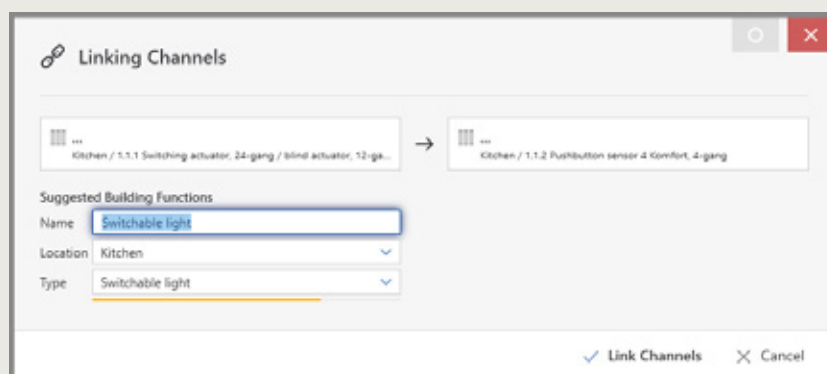 Linking Channels
...
Kitchen / 1.1.1 Switching actuator, 24-gang / blind actuator, 12-ga...
...
Kitchen / 1.1.2 Pushbutton sensor 4 Komfort, 4-gang
Suggested Building Functions
Name Switchable light
Location Kitchen
Type Switchable light
Link Channels Cancel